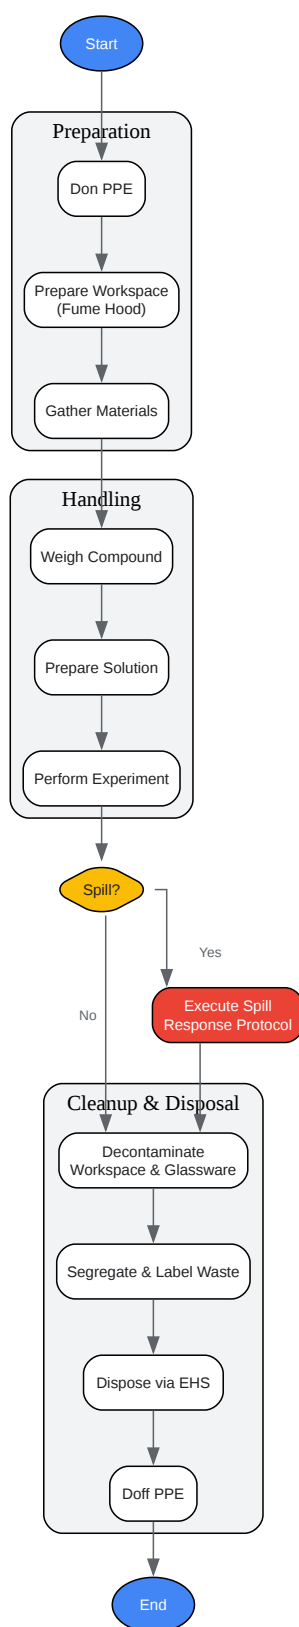 Start
Preparation
Don PPE
Prepare Workspace
(Fume Hood)
Gather Materials
Handling
Weigh Compound
Prepare Solution
Perform Experiment
Spill?
Yes
No
Execute Spill
Response Protocol
Cleanup & Disposal
Decontaminate
Workspace & Glassware
Segregate & Label Waste
Dispose via EHS
Doff PPE
End